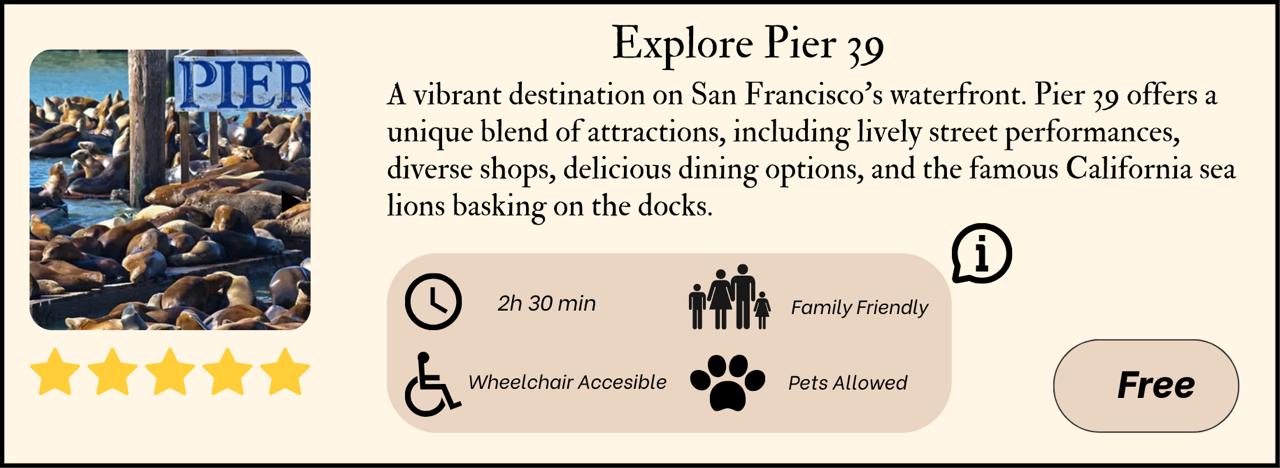 Explore Pier 39
A vibrant destination on San Francisco's waterfront. Pier 39 offers a
unique blend of attractions, including lively street performances,
diverse shops, delicious dining options, and the famous California sea
lions basking on the docks.
PIER
2h 30 min
Family Friendly
Wheelchair Accesible
Pets Allowed
Free